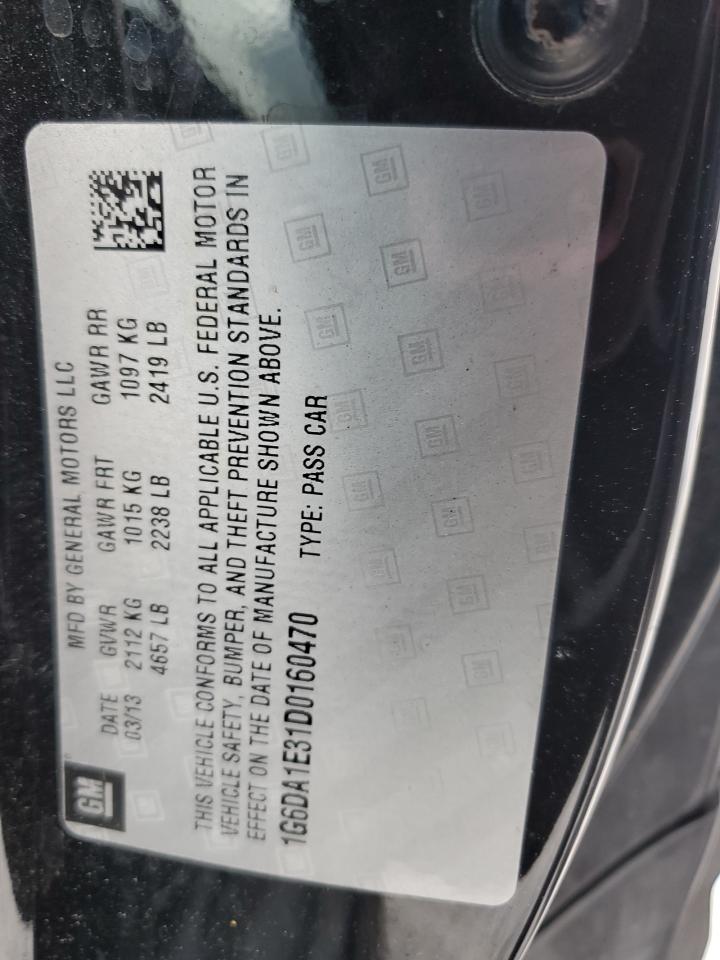 GM
MFD BY GENERAL MOTORS LLC
DATE GVWR GAWR FRT GAWR RR
03/13 2112 KG 1015 KG 1097 KG
4657 LB 2238 LB 2419 LB
THIS VEHICLE CONFORMS TO ALL APPLICABLE U.S. FEDERAL MOTOR
VEHICLE SAFETY, BUMPER, AND THEFT PREVENTION STANDARDS IN
EFFECT ON THE DATE OF MANUFACTURE SHOWN ABOVE.
1G6DA1E31D0160470 TYPE: PASS CAR